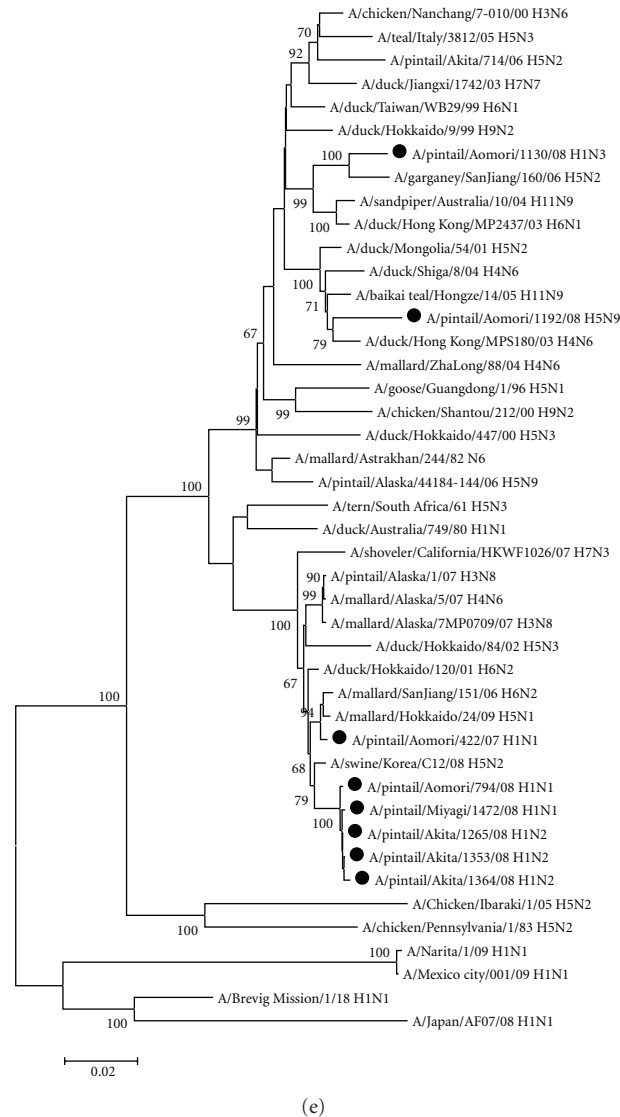 A/chicken/Nanchang/7-010/00 H3N6
70
A/teal/Italy/3812/05 H5N3
92
A/pintail/Akita/714/06 H5N2
A/duck/Jiangxi/1742/03 H7N7
A/duck/Taiwan/WB29/99 H6N1
A/duck/Hokkaido/9/99 H9N2
100
A/pintail/Aomori/1130/08 H1N3
A/garganey/SanJiang/160/06 H5N2
99
A/sandpiper/Australia/10/04 H11N9
100
A/duck/Hong Kong/MP2437/03 H6N1
A/duck/Mongolia/54/01 H5N2
A/duck/Shiga/8/04 H4N6
100
A/baikai teal/Hongze/14/05 H11N9
71
A/pintail/Aomori/1192/08 H5N9
79
A/duck/Hong Kong/MPS180/03 H4N6
67
A/mallard/ZhaLong/88/04 H4N6
A/goose/Guangdong/1/96 H5N1
99
A/chicken/Shantou/212/00 H9N2
99
A/duck/Hokkaido/447/00 H5N3
A/mallard/Astrakhan/244/82 N6
A/pintail/Alaska/44184-144/06 H5N9
100
A/tern/South Africa/61 H5N3
A/duck/Australia/749/80 H1N1
A/shoveler/California/HKWF1026/07 H7N3
90
A/pintail/Alaska/1/07 H3N8
99
A/mallard/Alaska/5/07 H4N6
100
A/mallard/Alaska/7MP0709/07 H3N8
A/duck/Hokkaido/84/02 H5N3
A/duck/Hokkaido/120/01 H6N2
67
A/mallard/SanJiang/151/06 H6N2
94
A/mallard/Hokkaido/24/09 H5N1
100
A/pintail/Aomori/422/07 H1N1
A/swine/Korea/C12/08 H5N2
68
A/pintail/Aomori/794/08 H1N1
79
A/pintail/Miyagi/1472/08 H1N1
100
A/pintail/Akita/1265/08 H1N2
A/pintail/Akita/1353/08 H1N2
A/pintail/Akita/1364/08 H1N2
A/Chicken/Ibaraki/1/05 H5N2
100
A/chicken/Pennsylvania/1/83 H5N2
100
A/Narita/1/09 H1N1
A/Mexico city/001/09 H1N1
A/Brevig Mission/1/18 H1N1
100
A/Japan/AF07/08 H1N1
0.02
(e)